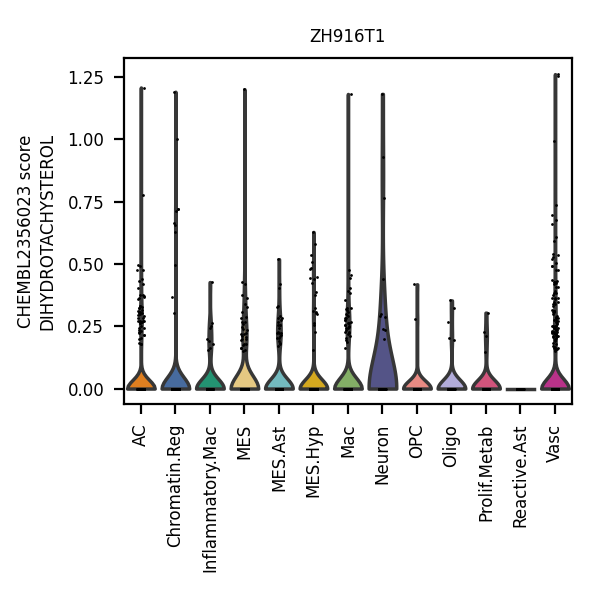 ZH916T1
CHEMBL2356023 score
DIHYDROTACHYSTEROL
1.25
1.00
0.75
0.50
0.25
0.00
AC
Chromatin.Reg
Inflammatory.Mac
MES
MES.Ast
MES.Hyp
Mac
Neuron
OPC
Oligo
Prolif.Metab
Reactive.Ast
Vasc